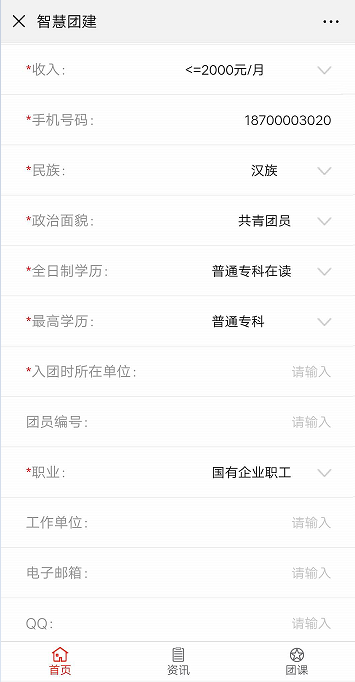 智慧团建
*收入： <=2000元/月
*手机号码： 18700003020
*民族： 汉族
*政治面貌： 共青团员
*全日制学历： 普通专科在读
*最高学历： 普通专科
*入团时所在单位： 请输入
团员编号： 请输入
*职业： 国有企业职工
工作单位： 请输入
电子邮箱： 请输入
QQ： 请输入
首页 资讯 团课